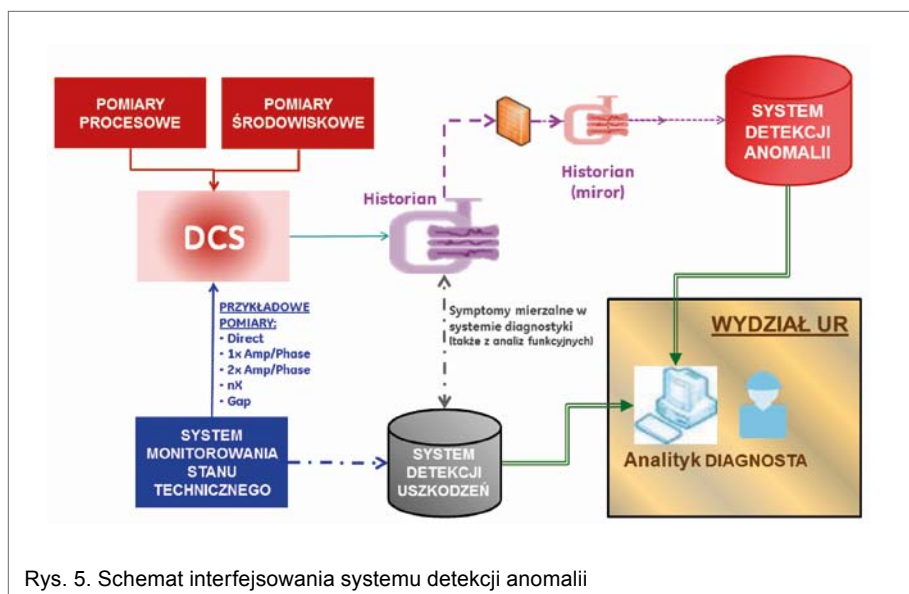 POMIARY
PROCESOWE
POMIARY
ŚRODOWISKOWE
SYSTEM
DETEKCJI
ANOMALII
Historian
Historian
(miror)
DCS
PRZYKŁADOWE
POMIARY:
• Direct
• 1x Amp/Phase
• 2x Amp/Phase
• nX
• Gap
Symptomy mierzalne w
systemie diagnostyki
(także z analiz funkcyjnych)
WYDZIAŁ UR
Analityk DIAGNOSTA
SYSTEM
MONITOROWANIA
STANU
TECHNICZNEGO
SYSTEM
DETEKCJI
USZKODZEŃ
Rys. 5. Schemat interfejsowania systemu detekcji anomalii